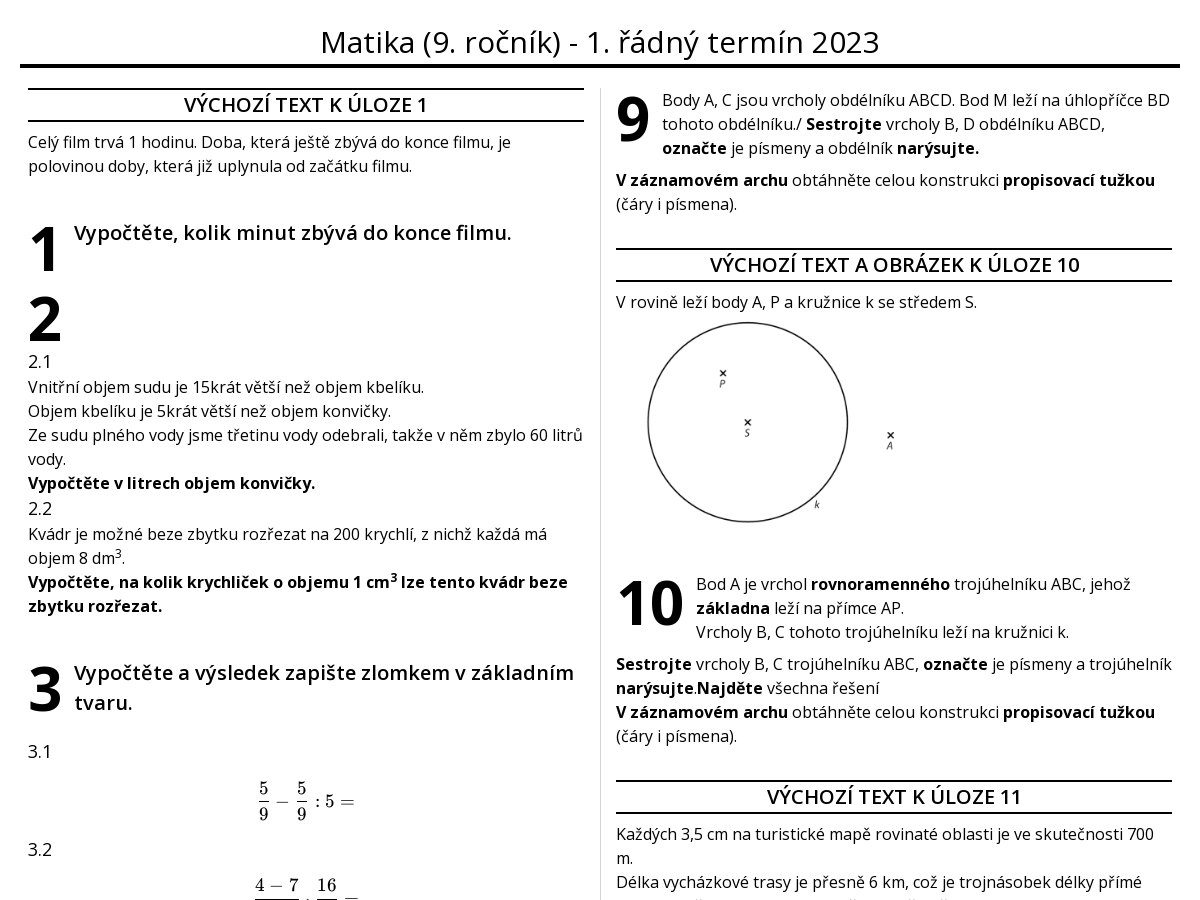 Matika (9. ročník) - 1. řádný termín 2023
VÝCHOZÍ TEXT K ÚLOZE 1
Celý film trvá 1 hodinu. Doba, která ještě zbývá do konce filmu, je
polovinou doby, která již uplynula od začátku filmu.
1 Vypočtěte, kolik minut zbývá do konce filmu.
2
2.1
Vnitřní objem sudu je 15krát větší než objem kbelíku.
Objem kbelíku je 5krát větší než objem konvičky.
Ze sudu plného vody jsme třetinu vody odebrali, takže v něm zbylo 60 litrů
vody.
Vypočtěte v litrech objem konvičky.
2.2
Kvádr je možné beze zbytku rozřezat na 200 krychlí, z nichž každá má
objem 8 dm³.
Vypočtěte, na kolik krychliček o objemu 1 cm³ lze tento kvádr beze
zbytku rozřezat.
3 Vypočtěte a výsledek zapište zlomkem v základním
tvaru.
3.1
5/9 − 5/9 : 5 =
3.2
4 − 7 : 16 =
9 Body A, C jsou vrcholy obdélníku ABCD. Bod M leží na úhlopříčce BD
tohoto obdélníku./ Sestrojte vrcholy B, D obdélníku ABCD,
označte je písmeny a obdélník narýsujte.
V záznamovém archu obtáhněte celou konstrukci propisovací tužkou
(čáry i písmena).
VÝCHOZÍ TEXT A OBRÁZEK K ÚLOZE 10
V rovině leží body A, P a kružnice k se středem S.
P
S
A
k
10 Bod A je vrchol rovnoramenného trojúhelníku ABC, jehož
základna leží na přímce AP.
Vrcholy B, C tohoto trojúhelníku leží na kružnici k.
Sestrojte vrcholy B, C trojúhelníku ABC, označte je písmeny a trojúhelník
narýsujte.Najděte všechna řešení
V záznamovém archu obtáhněte celou konstrukci propisovací tužkou
(čáry i písmena).
VÝCHOZÍ TEXT K ÚLOZE 11
Každých 3,5 cm na turistické mapě rovinaté oblasti je ve skutečnosti 700
m.
Délka vycházkové trasy je přesně 6 km, což je trojnásobek délky přímé